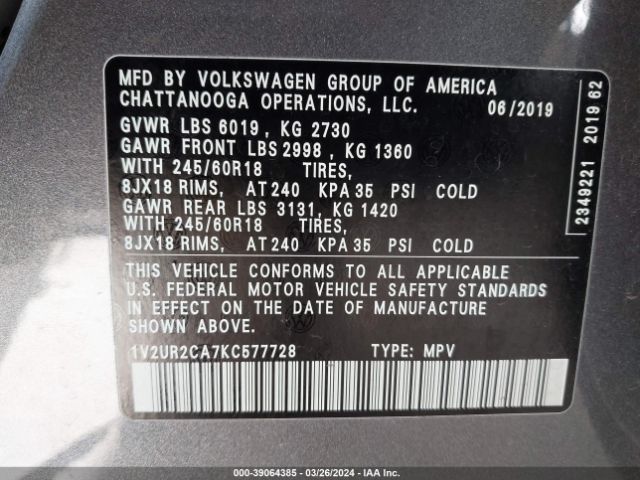 MFD BY VOLKSWAGEN GROUP OF AMERICA
CHATTANOOGA OPERATIONS, LLC. 06/2019
GVWR LBS 6019 , KG 2730
GAWR FRONT LBS 2998 , KG 1360
WITH 245/60R18 TIRES,
8JX18 RIMS, AT 240 KPA 35 PSI COLD
GAWR REAR LBS 3131, KG 1420
WITH 245/60R18 TIRES,
8JX18 RIMS, AT 240 KPA 35 PSI COLD
THIS VEHICLE CONFORMS TO ALL APPLICABLE
U.S. FEDERAL MOTOR VEHICLE SAFETY STANDARDS
IN EFFECT ON THE DATE OF MANUFACTURE
SHOWN ABOVE.
1V2UR2CA7KC577728 TYPE: MPV
2349221 2019 62
000-39064385 - 03/26/2024 - IAA Inc.